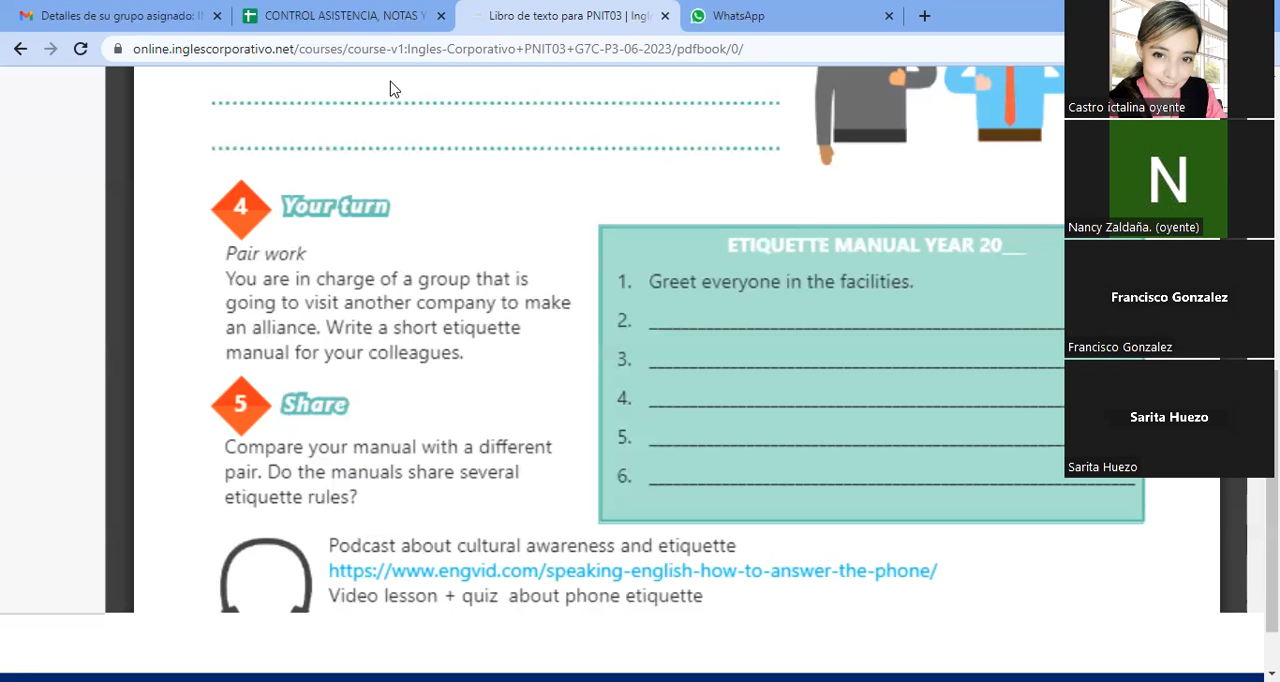 Detalles de su grupo asignado: I
CONTROL ASISTENCIA, NOTAS Y
Libro de texto para PNIT03 | Ingle
WhatsApp
online.inglescorporativo.net/courses/course-v1:Ingles-Corporativo+PNIT03+G7C-P3-06-2023/pdfbook/0/
Castro ictalina oyente
N
Nancy Zaldaña. (oyente)
Francisco Gonzalez
Francisco Gonzalez
Sarita Huezo
Sarita Huezo
4 Your turn
Pair work
You are in charge of a group that is
going to visit another company to make
an alliance. Write a short etiquette
manual for your colleagues.
5 Share
Compare your manual with a different
pair. Do the manuals share several
etiquette rules?
ETIQUETTE MANUAL YEAR 20__
1. Greet everyone in the facilities.
2.
3.
4.
5.
6.
Podcast about cultural awareness and etiquette
https://www.engvid.com/speaking-english-how-to-answer-the-phone/
Video lesson + quiz about phone etiquette